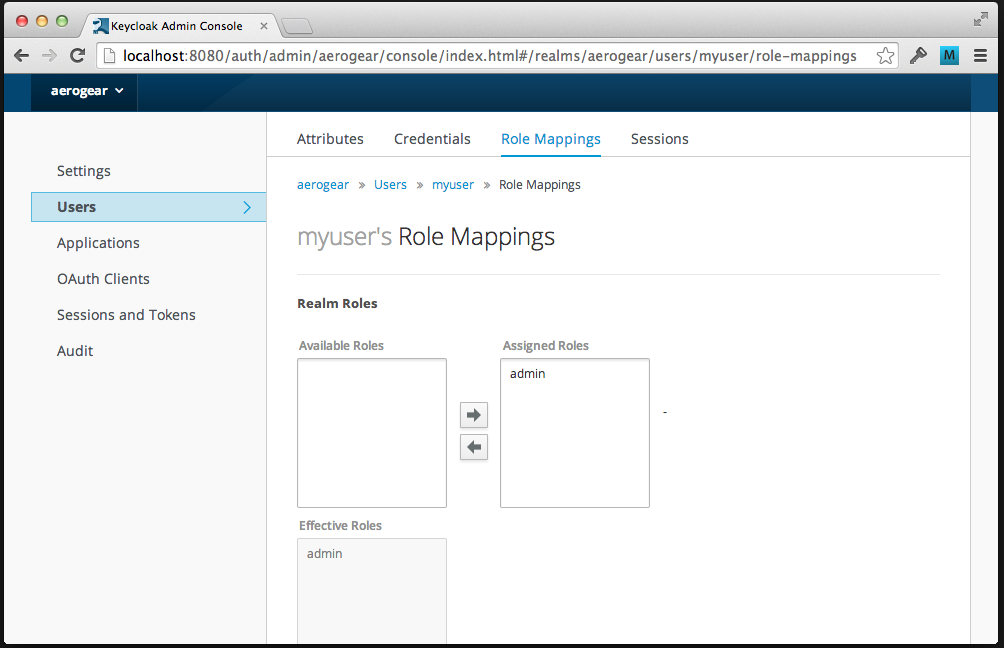 Keycloak Admin Console
localhost:8080/auth/admin/aerogear/console/index.html#/realms/aerogear/users/myuser/role-mappings
M
aerogear
Attributes Credentials Role Mappings Sessions
Settings
Users
Applications
OAuth Clients
Sessions and Tokens
Audit
aerogear » Users » myuser » Role Mappings
myuser's Role Mappings
Realm Roles
Available Roles
Assigned Roles
admin
-
Effective Roles
admin